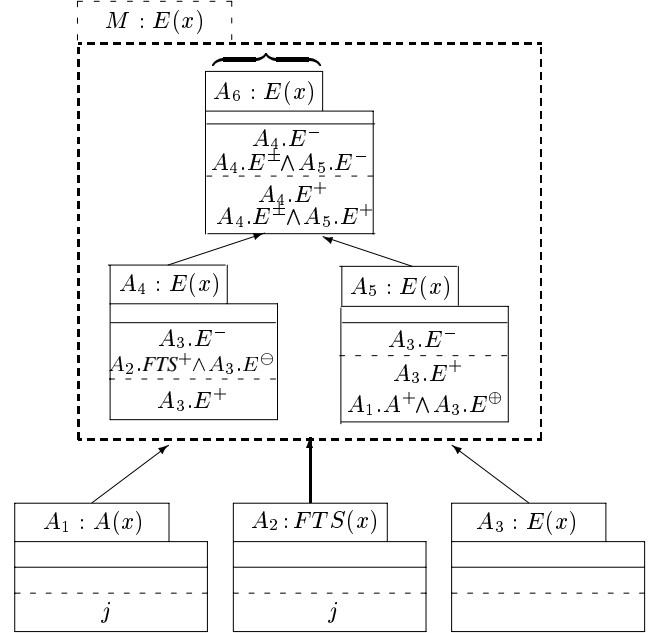 M : E(x)
A₆ : E(x)
A₄.E⁻
A₄.E^± ∧ A₅.E⁻
A₄.E⁺
A₄.E^± ∧ A₅.E⁺
A₄ : E(x)
A₃.E⁻
A₂.FTS⁺ ∧ A₃.E^⊖
A₃.E⁺
A₅ : E(x)
A₃.E⁻
A₃.E⁺
A₁.A⁺ ∧ A₃.E^⊕
A₁ : A(x)
j
A₂ : FTS(x)
j
A₃ : E(x)